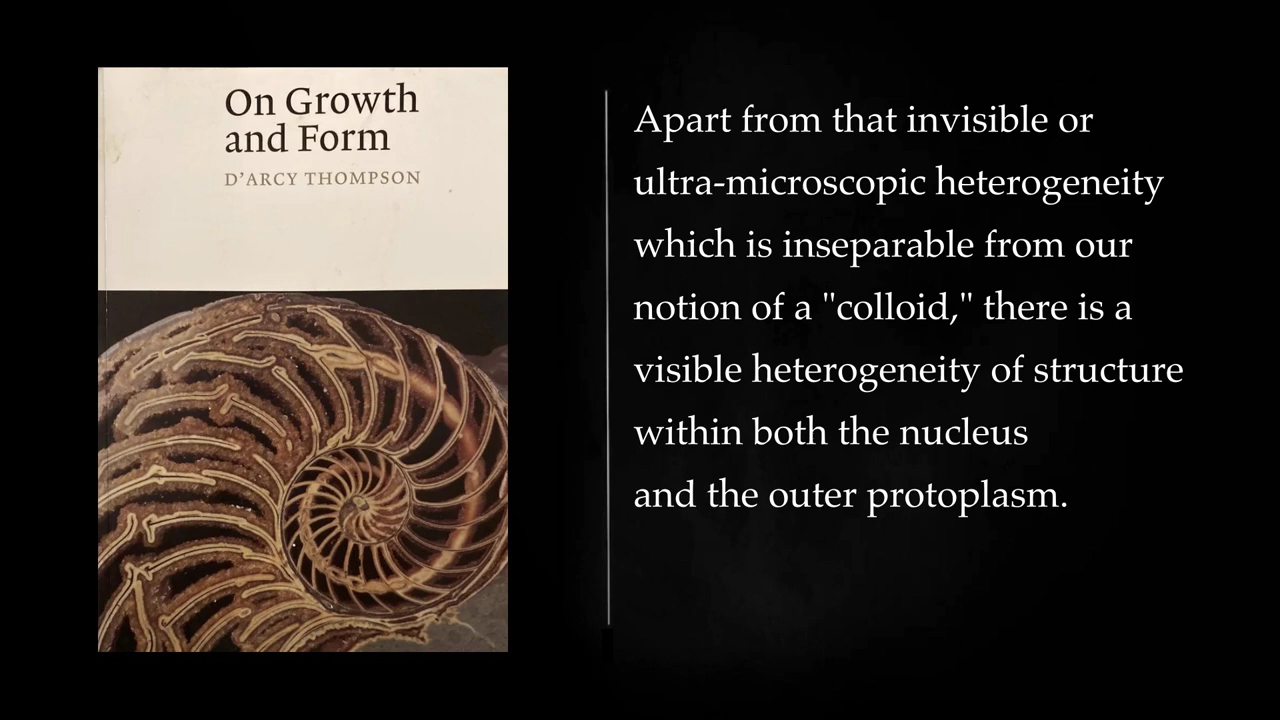 On Growth
and Form
D'ARCY THOMPSON
Apart from that invisible or
ultra-microscopic heterogeneity
which is inseparable from our
notion of a "colloid," there is a
visible heterogeneity of structure
within both the nucleus
and the outer protoplasm.